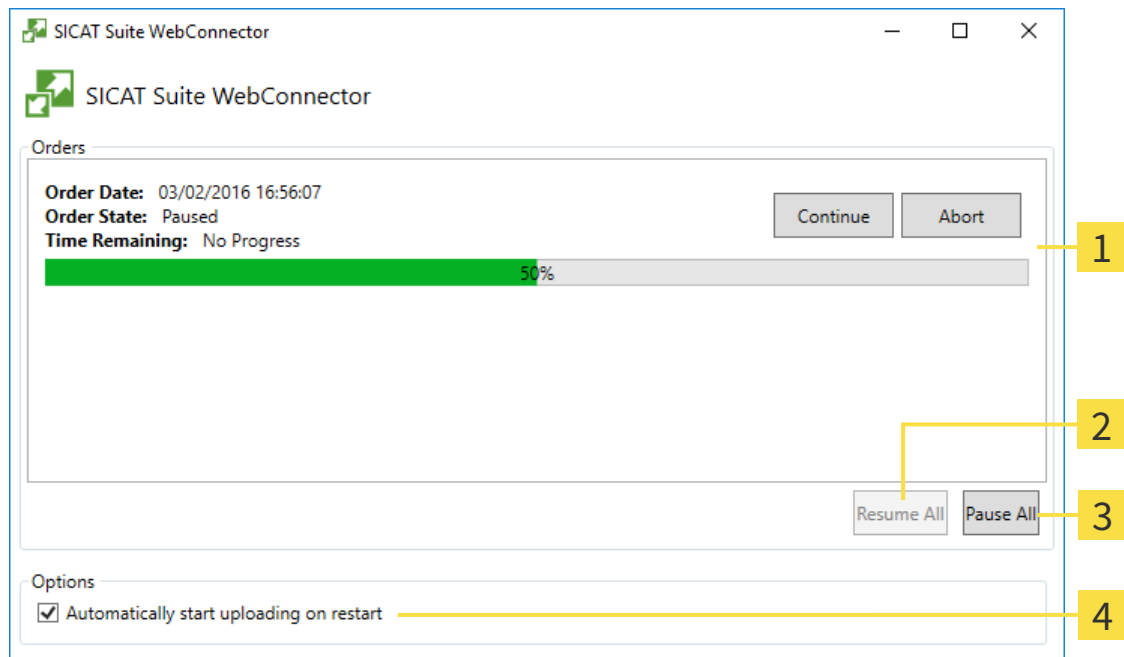 SICAT Suite WebConnector
SICAT Suite WebConnector
Orders
Order Date: 03/02/2016 16:56:07
Order State: Paused
Time Remaining: No Progress
Continue Abort
1
50%
2
Resume All Pause All
3
Options
Automatically start uploading on restart
4